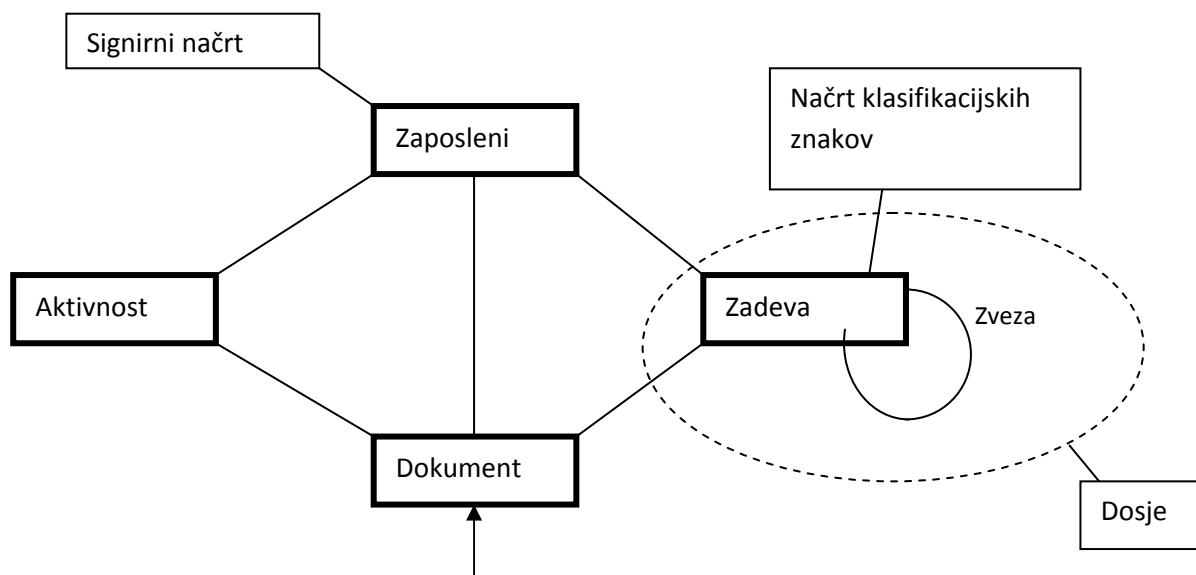 Signirni načrt
Načrt klasifikacijskih
znakov
Zaposleni
Aktivnost
Zadeva
Zveza
Dokument
Dosje